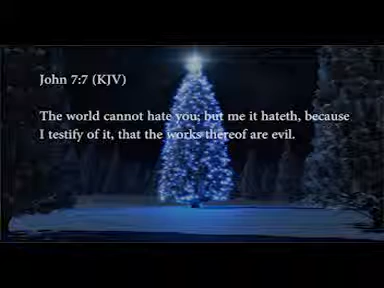 John 7:7 (KJV)
The world cannot hate you; but me it hateth, because
I testify of it, that the works thereof are evil.